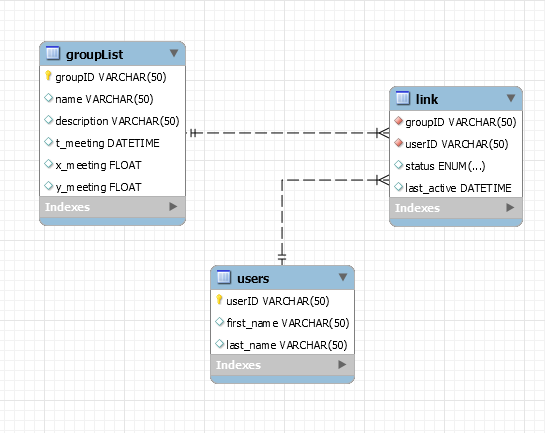 groupList
groupID VARCHAR(50)
name VARCHAR(50)
description VARCHAR(50)
t_meeting DATETIME
x_meeting FLOAT
y_meeting FLOAT
Indexes
link
groupID VARCHAR(50)
userID VARCHAR(50)
status ENUM(...)
last_active DATETIME
Indexes
users
userID VARCHAR(50)
first_name VARCHAR(50)
last_name VARCHAR(50)
Indexes